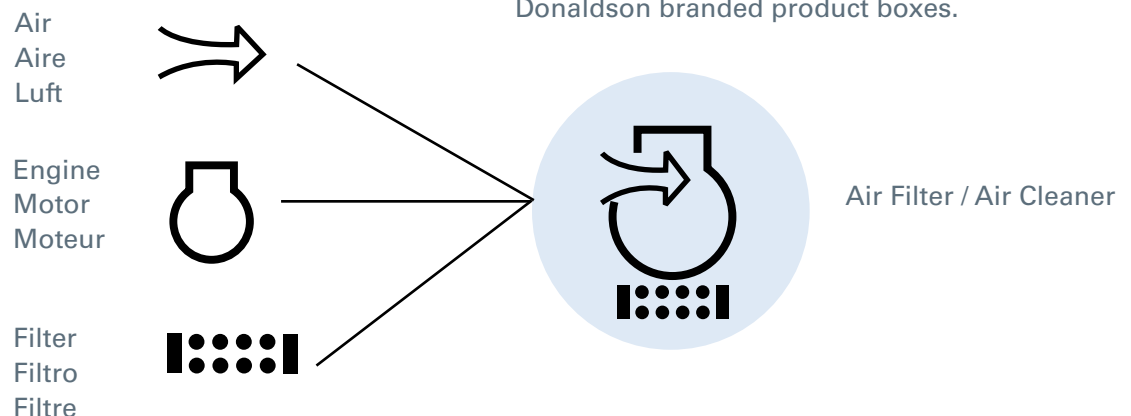 Donaldson branded product boxes.
Air
Aire
Luft
Engine
Motor
Moteur
Filter
Filtro
Filtre
Air Filter / Air Cleaner